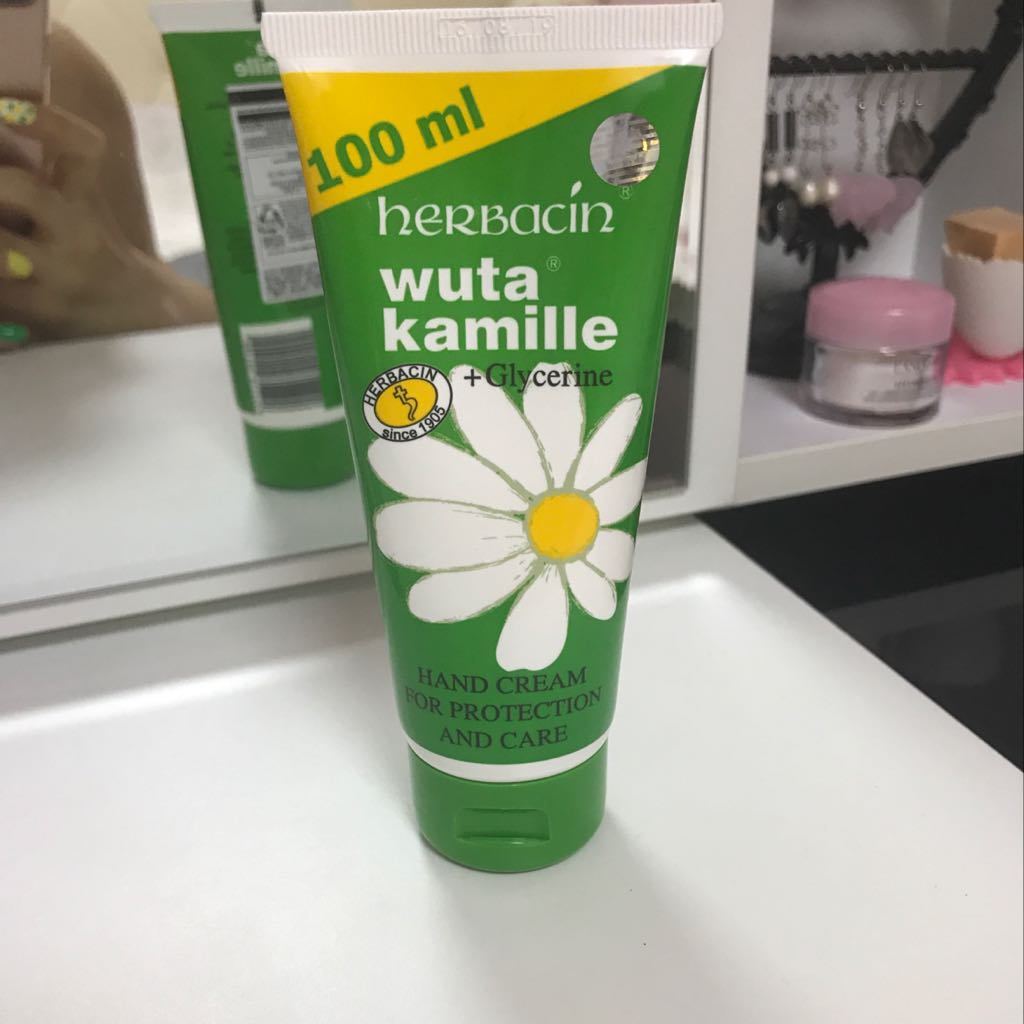 100 ml
herbacin®
wuta®
kamille
+Glycerine
HERBACIN
since 1905
HAND CREAM
FOR PROTECTION
AND CARE